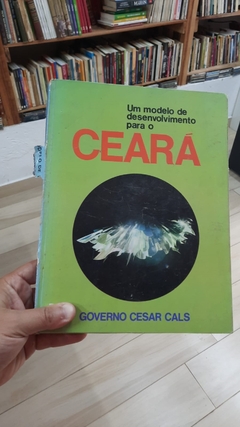 Um modelo de
desenvolvimento
para o
CEARÁ
GOVERNO CESAR CALS